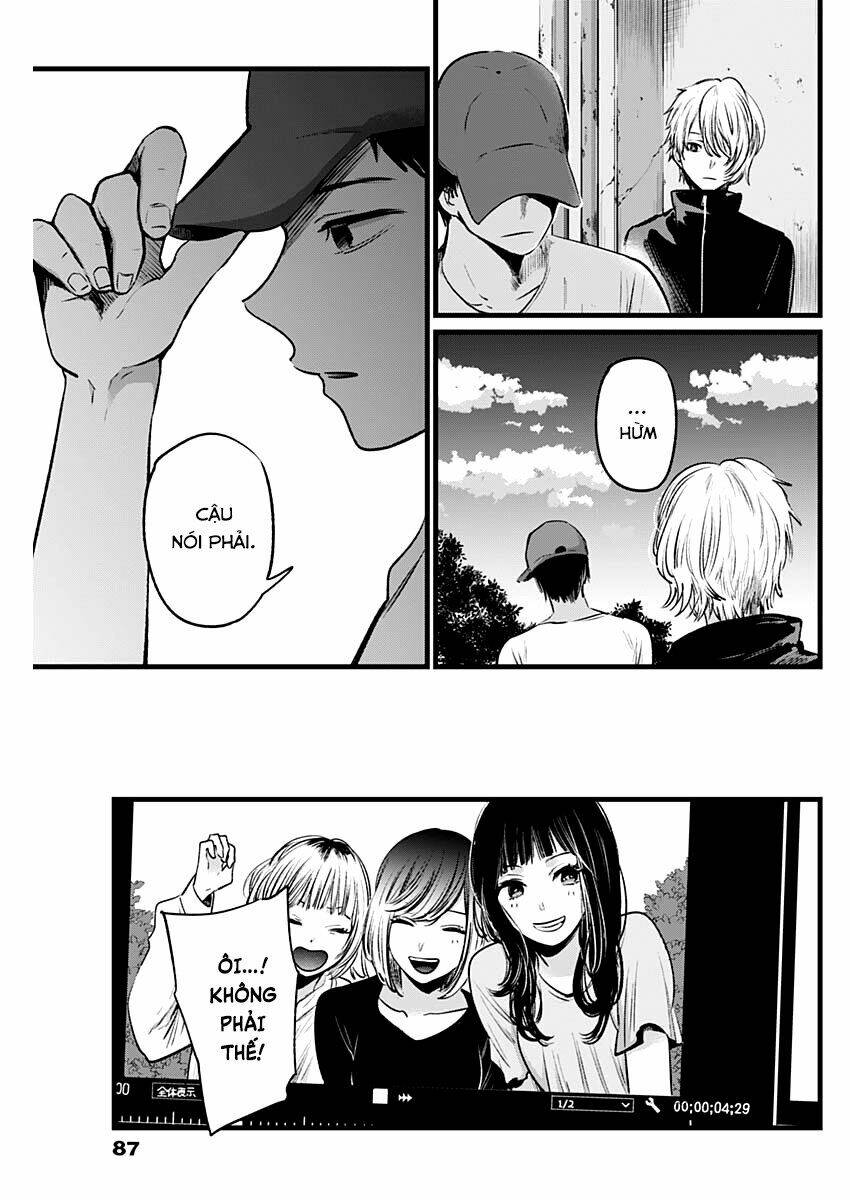 ...
HỪM
CẬU
NÓI PHẢI.
ÔI...!
KHÔNG
PHẢI
THẾ!
00
全体表示
1/2
00;00;04;29
87